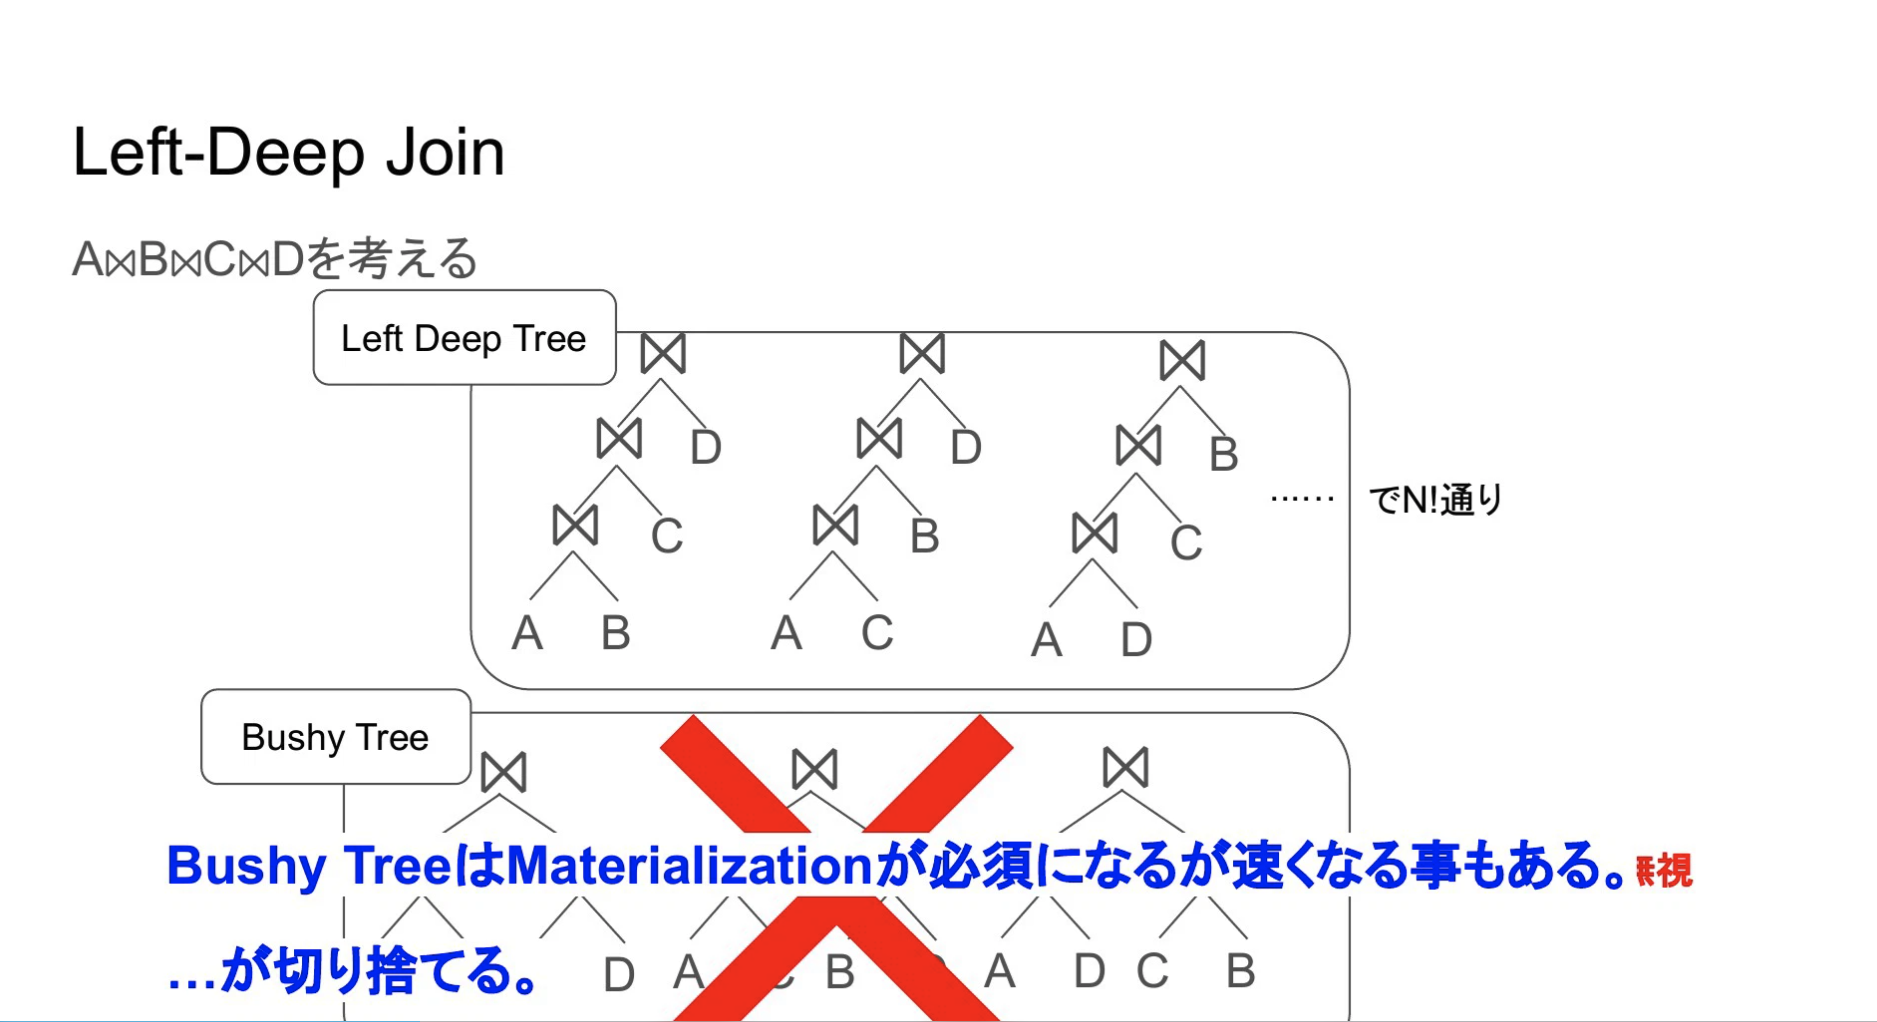 Left-Deep Join
A⋈B⋈C⋈Dを考える
Left Deep Tree
⋈ ⋈ ⋈
⋈ D ⋈ D ⋈ B
…… でN!通り
⋈ C ⋈ B ⋈ C
A B A C A D
Bushy Tree
⋈ ⋈ ⋈
Bushy TreeはMaterializationが必須になるが速くなる事もある。視
…が切り捨てる。
D A B A D C B